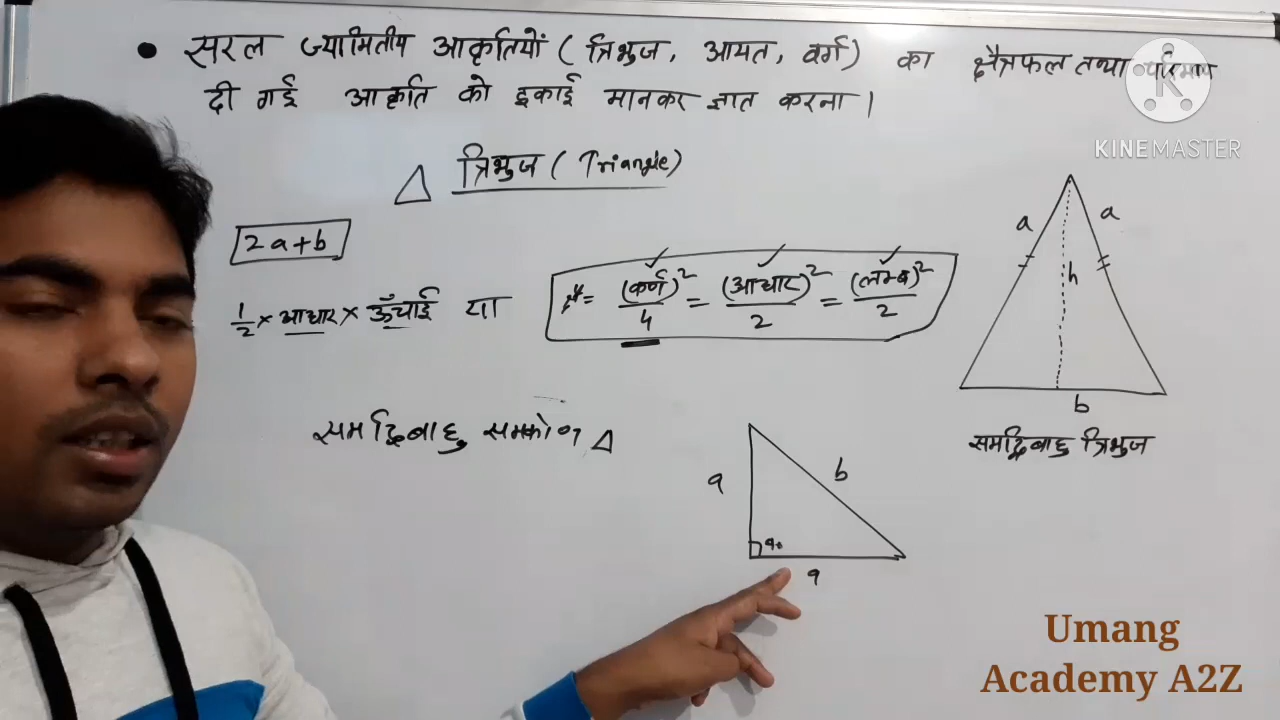 • सरल ज्यामितीय आकृतियों ( त्रिभुज, आयत, वर्ग) का क्षैत्रफल तथा परिमाप
दी गई आकृति को इकाई मानकर ज्ञात करना ।
KINEMASTER
△ त्रिभुज ( Triangle)
2a+b
1/2 × आधार × ऊँचाई या
= (कर्ण)²/4 = (आधार)²/2 = (लम्ब)²/2
a a
h
b
समद्विबाहु त्रिभुज
समद्विबाहु समकोण △
a b
90
a
Umang
Academy A2Z